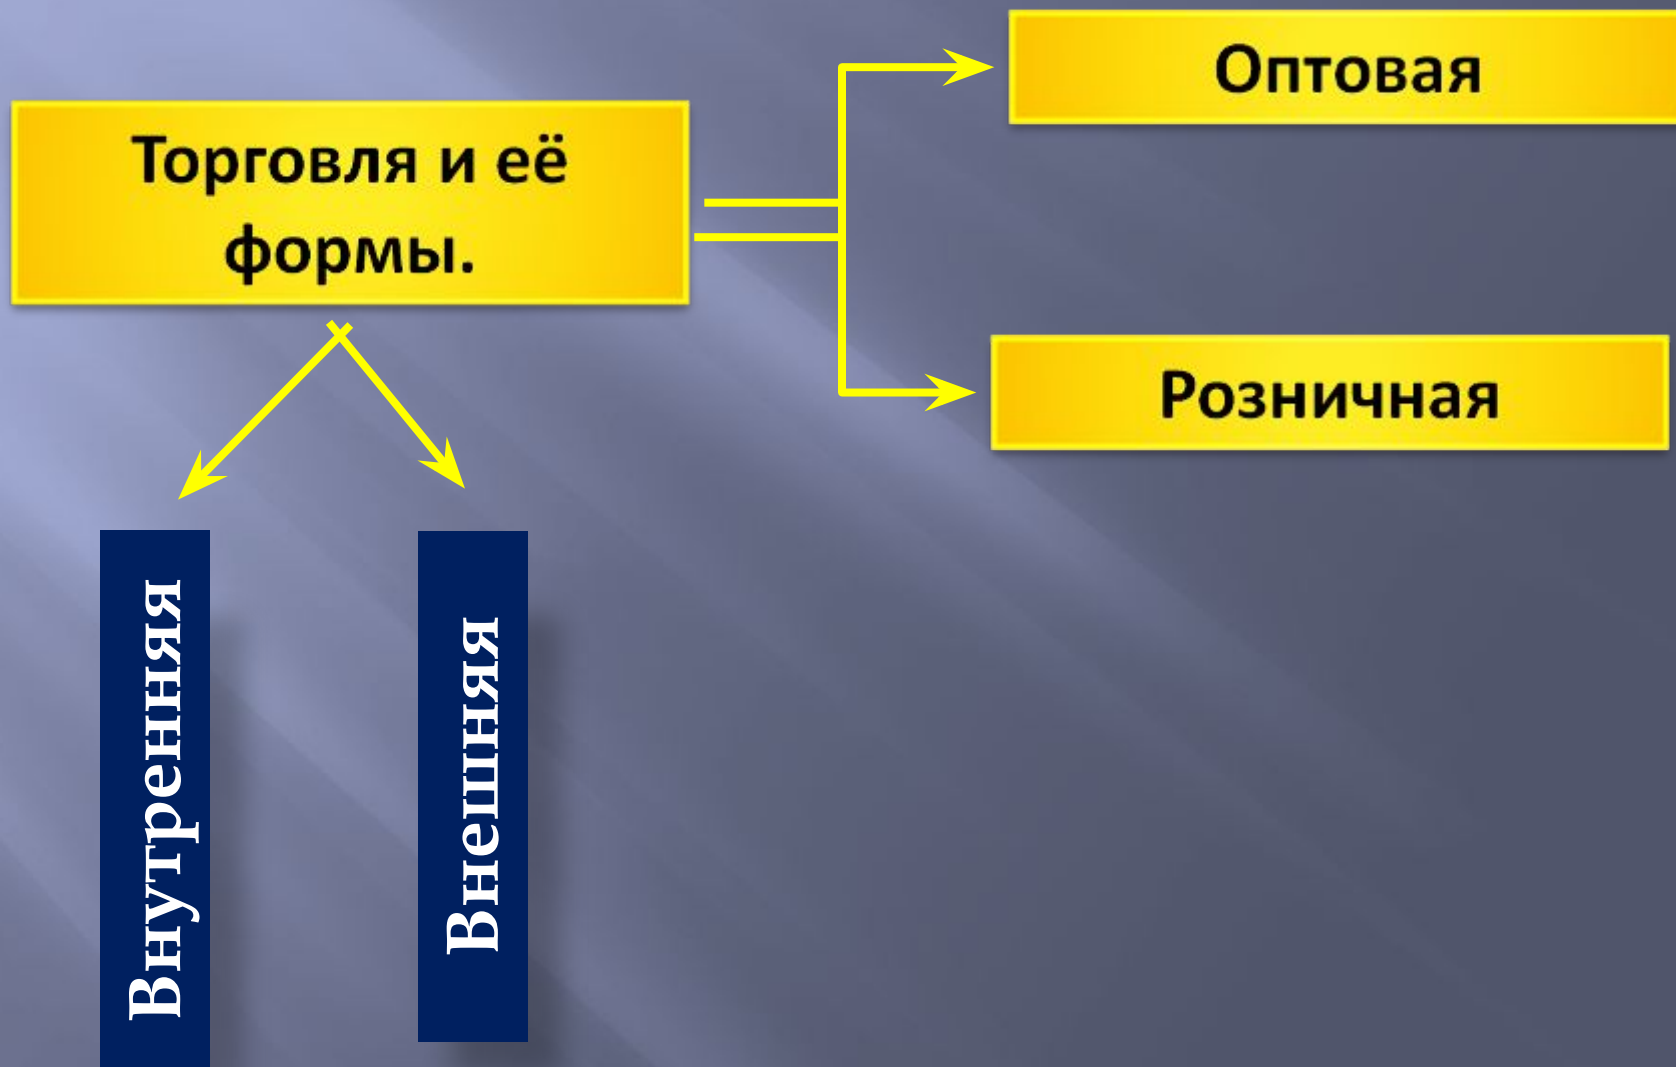 Оптовая
Торговля и её
формы.
Розничная
Внутренняя
Внешняя